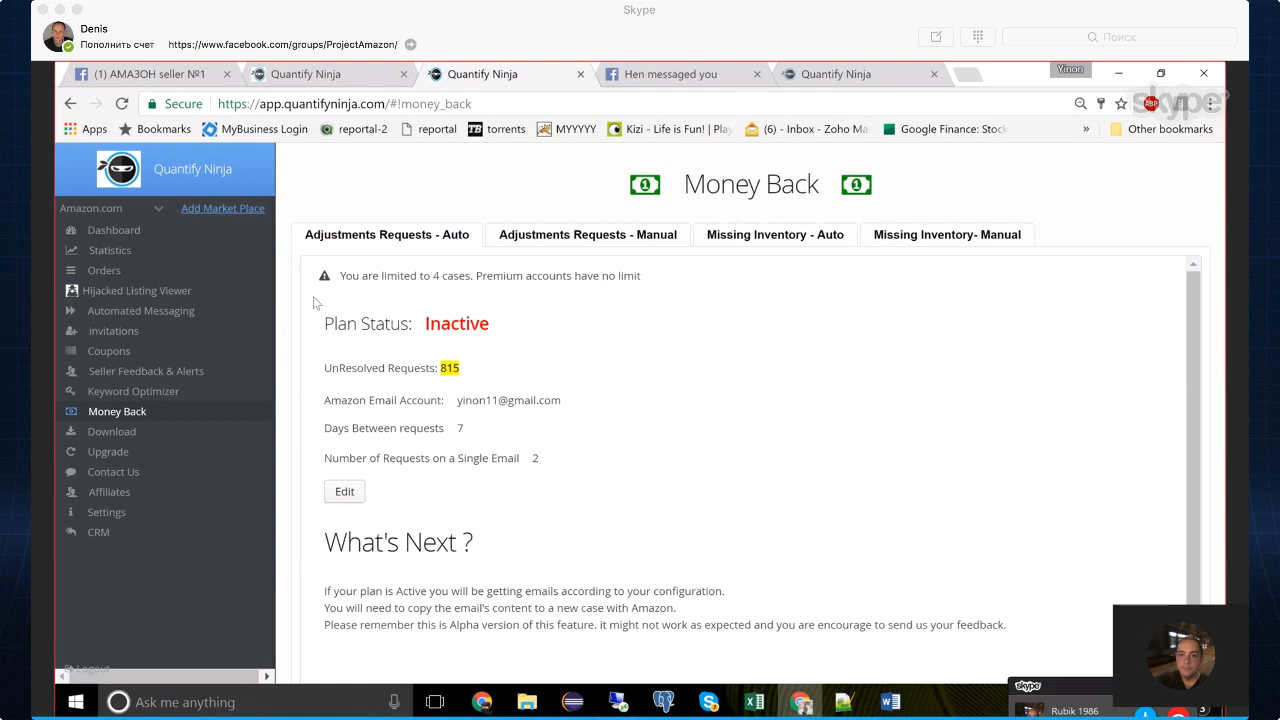 Skype
Denis
Пополнить счет https://www.facebook.com/groups/ProjectAmazon/
Поиск
(1) АМАЗОН seller №1
Quantify Ninja
Quantify Ninja
Hen messaged you
Quantify Ninja
Yinon
Secure https://app.quantifyninja.com/#!money_back
ABP
skype
Apps
Bookmarks
MyBusiness Login
reportal-2
reportal
torrents
MYYYYY
Kizi - Life is Fun! | Play
(6) - Inbox - Zoho Ma
Google Finance: Stoc
»
Other bookmarks
Quantify Ninja
Money Back
Amazon.com
Add Market Place
Dashboard
Statistics
Orders
Hijacked Listing Viewer
Automated Messaging
invitations
Coupons
Seller Feedback & Alerts
Keyword Optimizer
Money Back
Download
Upgrade
Contact Us
Affiliates
Settings
CRM
Logout
Adjustments Requests - Auto
Adjustments Requests - Manual
Missing Inventory - Auto
Missing Inventory- Manual
You are limited to 4 cases. Premium accounts have no limit
Plan Status: Inactive
UnResolved Requests: 815
Amazon Email Account: yinon11@gmail.com
Days Between requests 7
Number of Requests on a Single Email 2
Edit
What's Next ?
If your plan is Active you will be getting emails according to your configuration.
You will need to copy the email's content to a new case with Amazon.
Please remember this is Alpha version of this feature. it might not work as expected and you are encourage to send us your feedback.
Ask me anything
skype
Rubik 1986
3